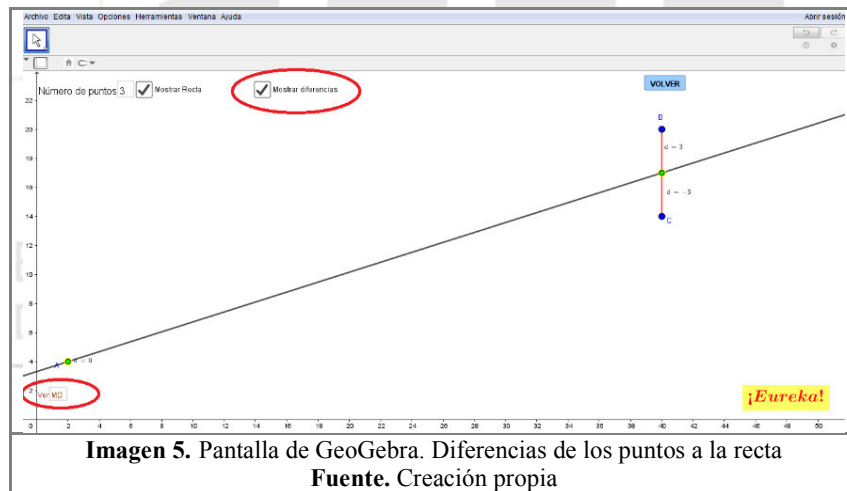 Archivo Edita Vista Opciones Herramientas Ventana Ayuda
Abrir sesión
Número de puntos 3 Mostrar Recta Mostrar diferencias
VOLVER
22
20
18
16
14
12
10
8
6
4
2
B
d = 3
d = -3
C
A
= 0
Ver MD
¡Eureka!
0 2 4 6 8 10 12 14 16 18 20 22 24 26 28 30 32 34 36 38 40 42 44 46 48 50
Imagen 5. Pantalla de GeoGebra. Diferencias de los puntos a la recta
Fuente. Creación propia